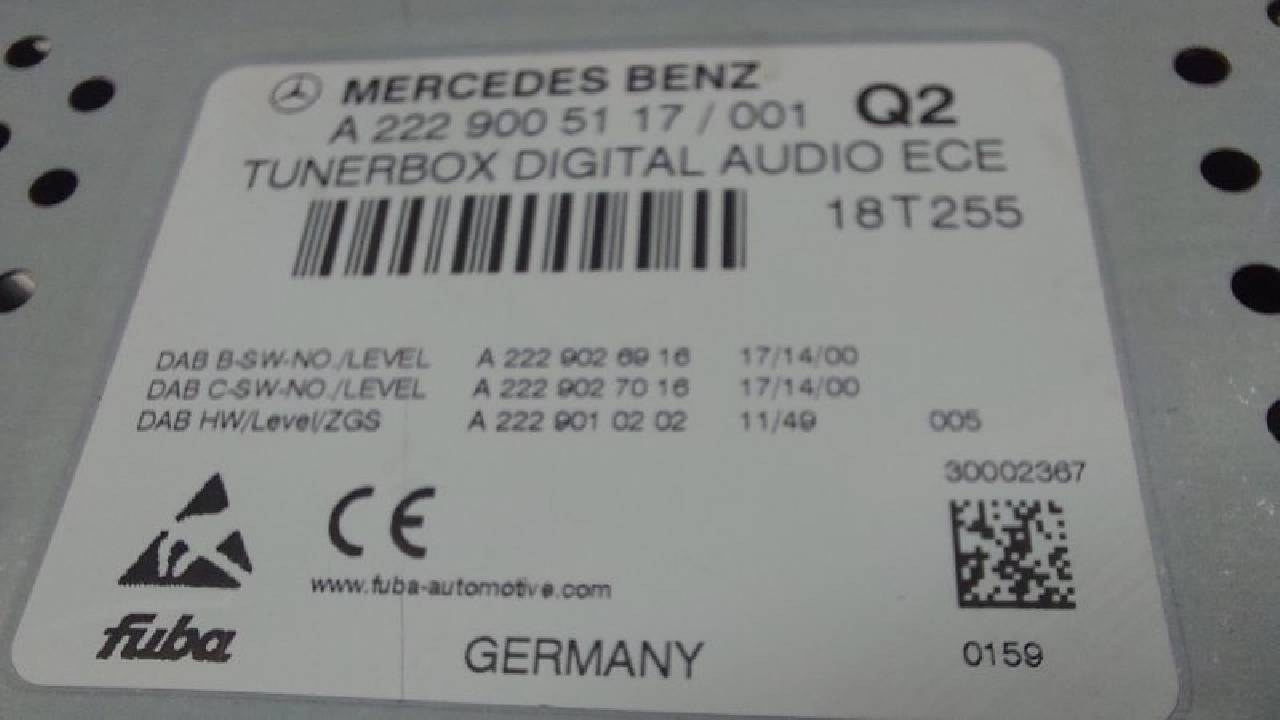 MERCEDES BENZ
A 222 900 51 17 / 001 Q2
TUNERBOX DIGITAL AUDIO ECE
18T255
DAB B-SW-NO./LEVEL A 222 902 69 16 17/14/00
DAB C-SW-NO./LEVEL A 222 902 70 16 17/14/00
DAB HW/Level/ZGS A 222 901 02 02 11/49 005
30002367
CE
www.fuba-automotive.com
fuba
GERMANY
0159